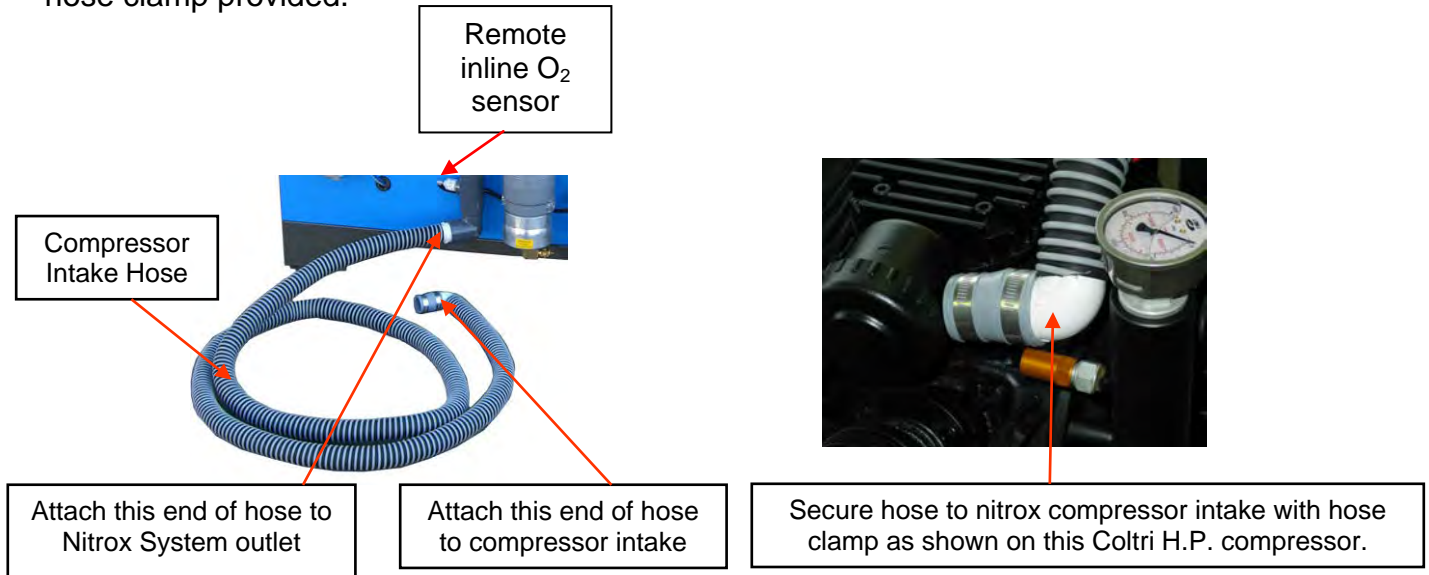 hose clamp provided.
Remote
inline O₂
sensor
Compressor
Intake Hose
Attach this end of hose to
Nitrox System outlet
Attach this end of hose
to compressor intake
Secure hose to nitrox compressor intake with hose
clamp as shown on this Coltri H.P. compressor.